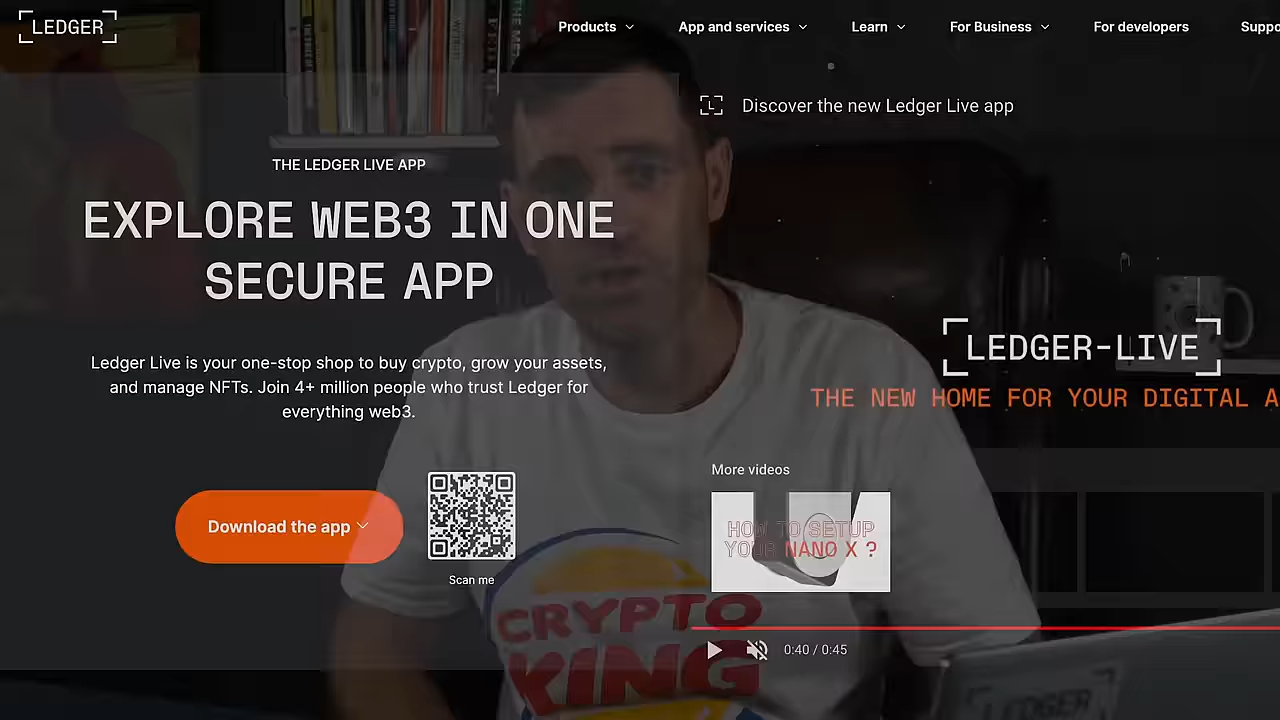 LEDGER
Products
App and services
Learn
For Business
For developers
Suppo
Discover the new Ledger Live app
THE LEDGER LIVE APP
EXPLORE WEB3 IN ONE
SECURE APP
Ledger Live is your one-stop shop to buy crypto, grow your assets,
and manage NFTs. Join 4+ million people who trust Ledger for
everything web3.
Download the app
Scan me
LEDGER-LIVE
THE NEW HOME FOR YOUR DIGITAL A
More videos
HOW TO SETUP
YOUR NANO X ?
0:40 / 0:45
CRYPTO
KING
LEDGER